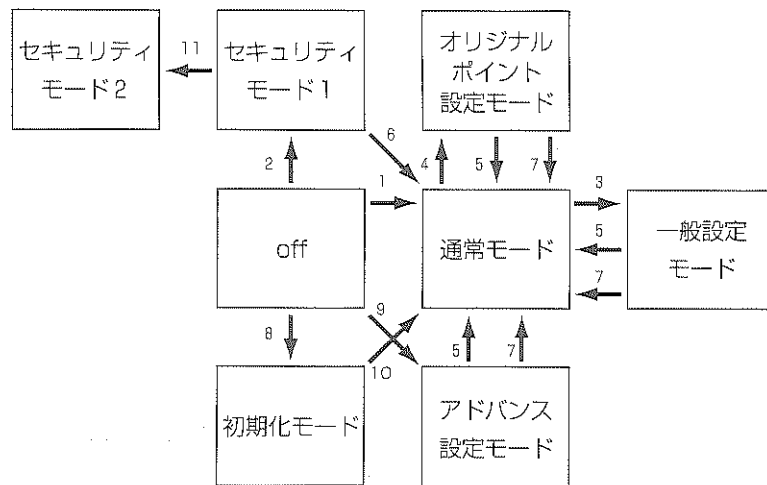 セキュリティ
モード2
11
セキュリティ
モード1
オリジナル
ポイント
設定モード
6
2
4
5
7
1
3
off
通常モード
5
一般設定
モード
7
8
9
5
7
10
初期化モード
アドバンス
設定モード